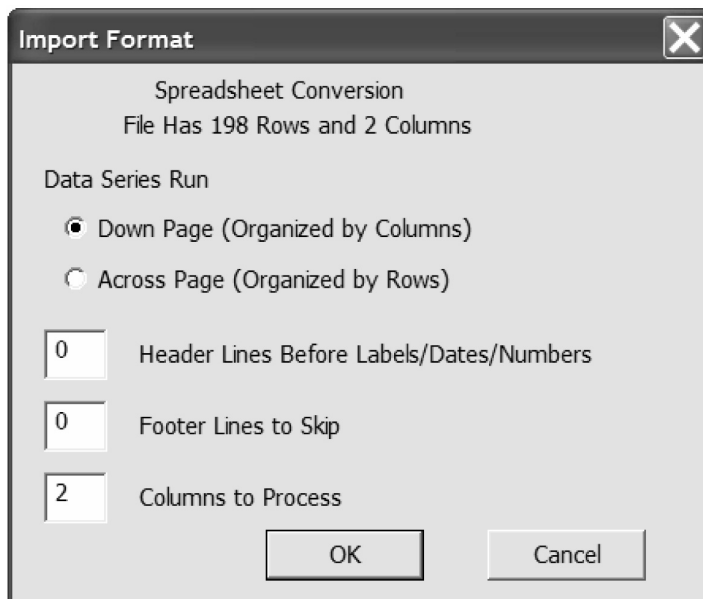 Import Format
Spreadsheet Conversion
File Has 198 Rows and 2 Columns
Data Series Run
Down Page (Organized by Columns)
Across Page (Organized by Rows)
0 Header Lines Before Labels/Dates/Numbers
0 Footer Lines to Skip
2 Columns to Process
OK Cancel